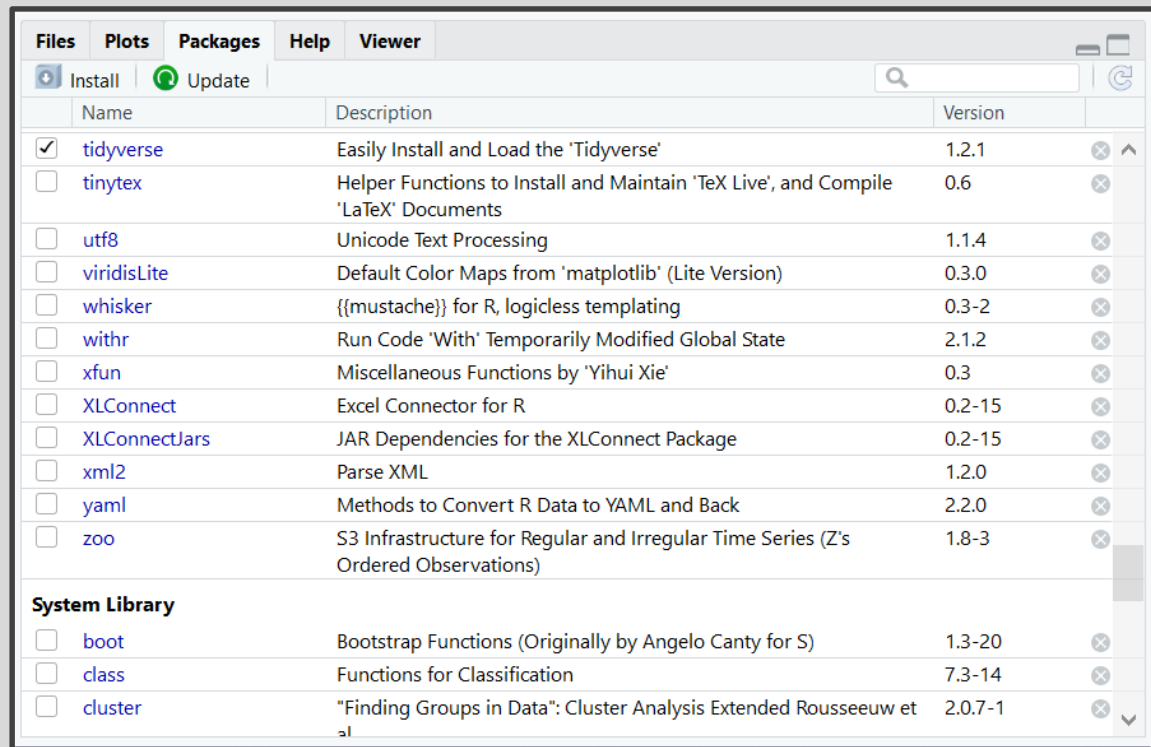 Files Plots Packages Help Viewer
Install Update
Name Description Version
tidyverse Easily Install and Load the 'Tidyverse' 1.2.1
tinytex Helper Functions to Install and Maintain 'TeX Live', and Compile 0.6
'LaTeX' Documents
utf8 Unicode Text Processing 1.1.4
viridisLite Default Color Maps from 'matplotlib' (Lite Version) 0.3.0
whisker {{mustache}} for R, logicless templating 0.3-2
withr Run Code 'With' Temporarily Modified Global State 2.1.2
xfun Miscellaneous Functions by 'Yihui Xie' 0.3
XLConnect Excel Connector for R 0.2-15
XLConnectJars JAR Dependencies for the XLConnect Package 0.2-15
xml2 Parse XML 1.2.0
yaml Methods to Convert R Data to YAML and Back 2.2.0
zoo S3 Infrastructure for Regular and Irregular Time Series (Z's 1.8-3
Ordered Observations)
System Library
boot Bootstrap Functions (Originally by Angelo Canty for S) 1.3-20
class Functions for Classification 7.3-14
cluster "Finding Groups in Data": Cluster Analysis Extended Rousseeuw et 2.0.7-1
al